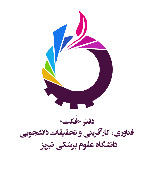 دفتر «فکت»
فناوری، کارآفرینی و تحقیقات دانشجویی
دانشگاه علوم پزشکی تبریز